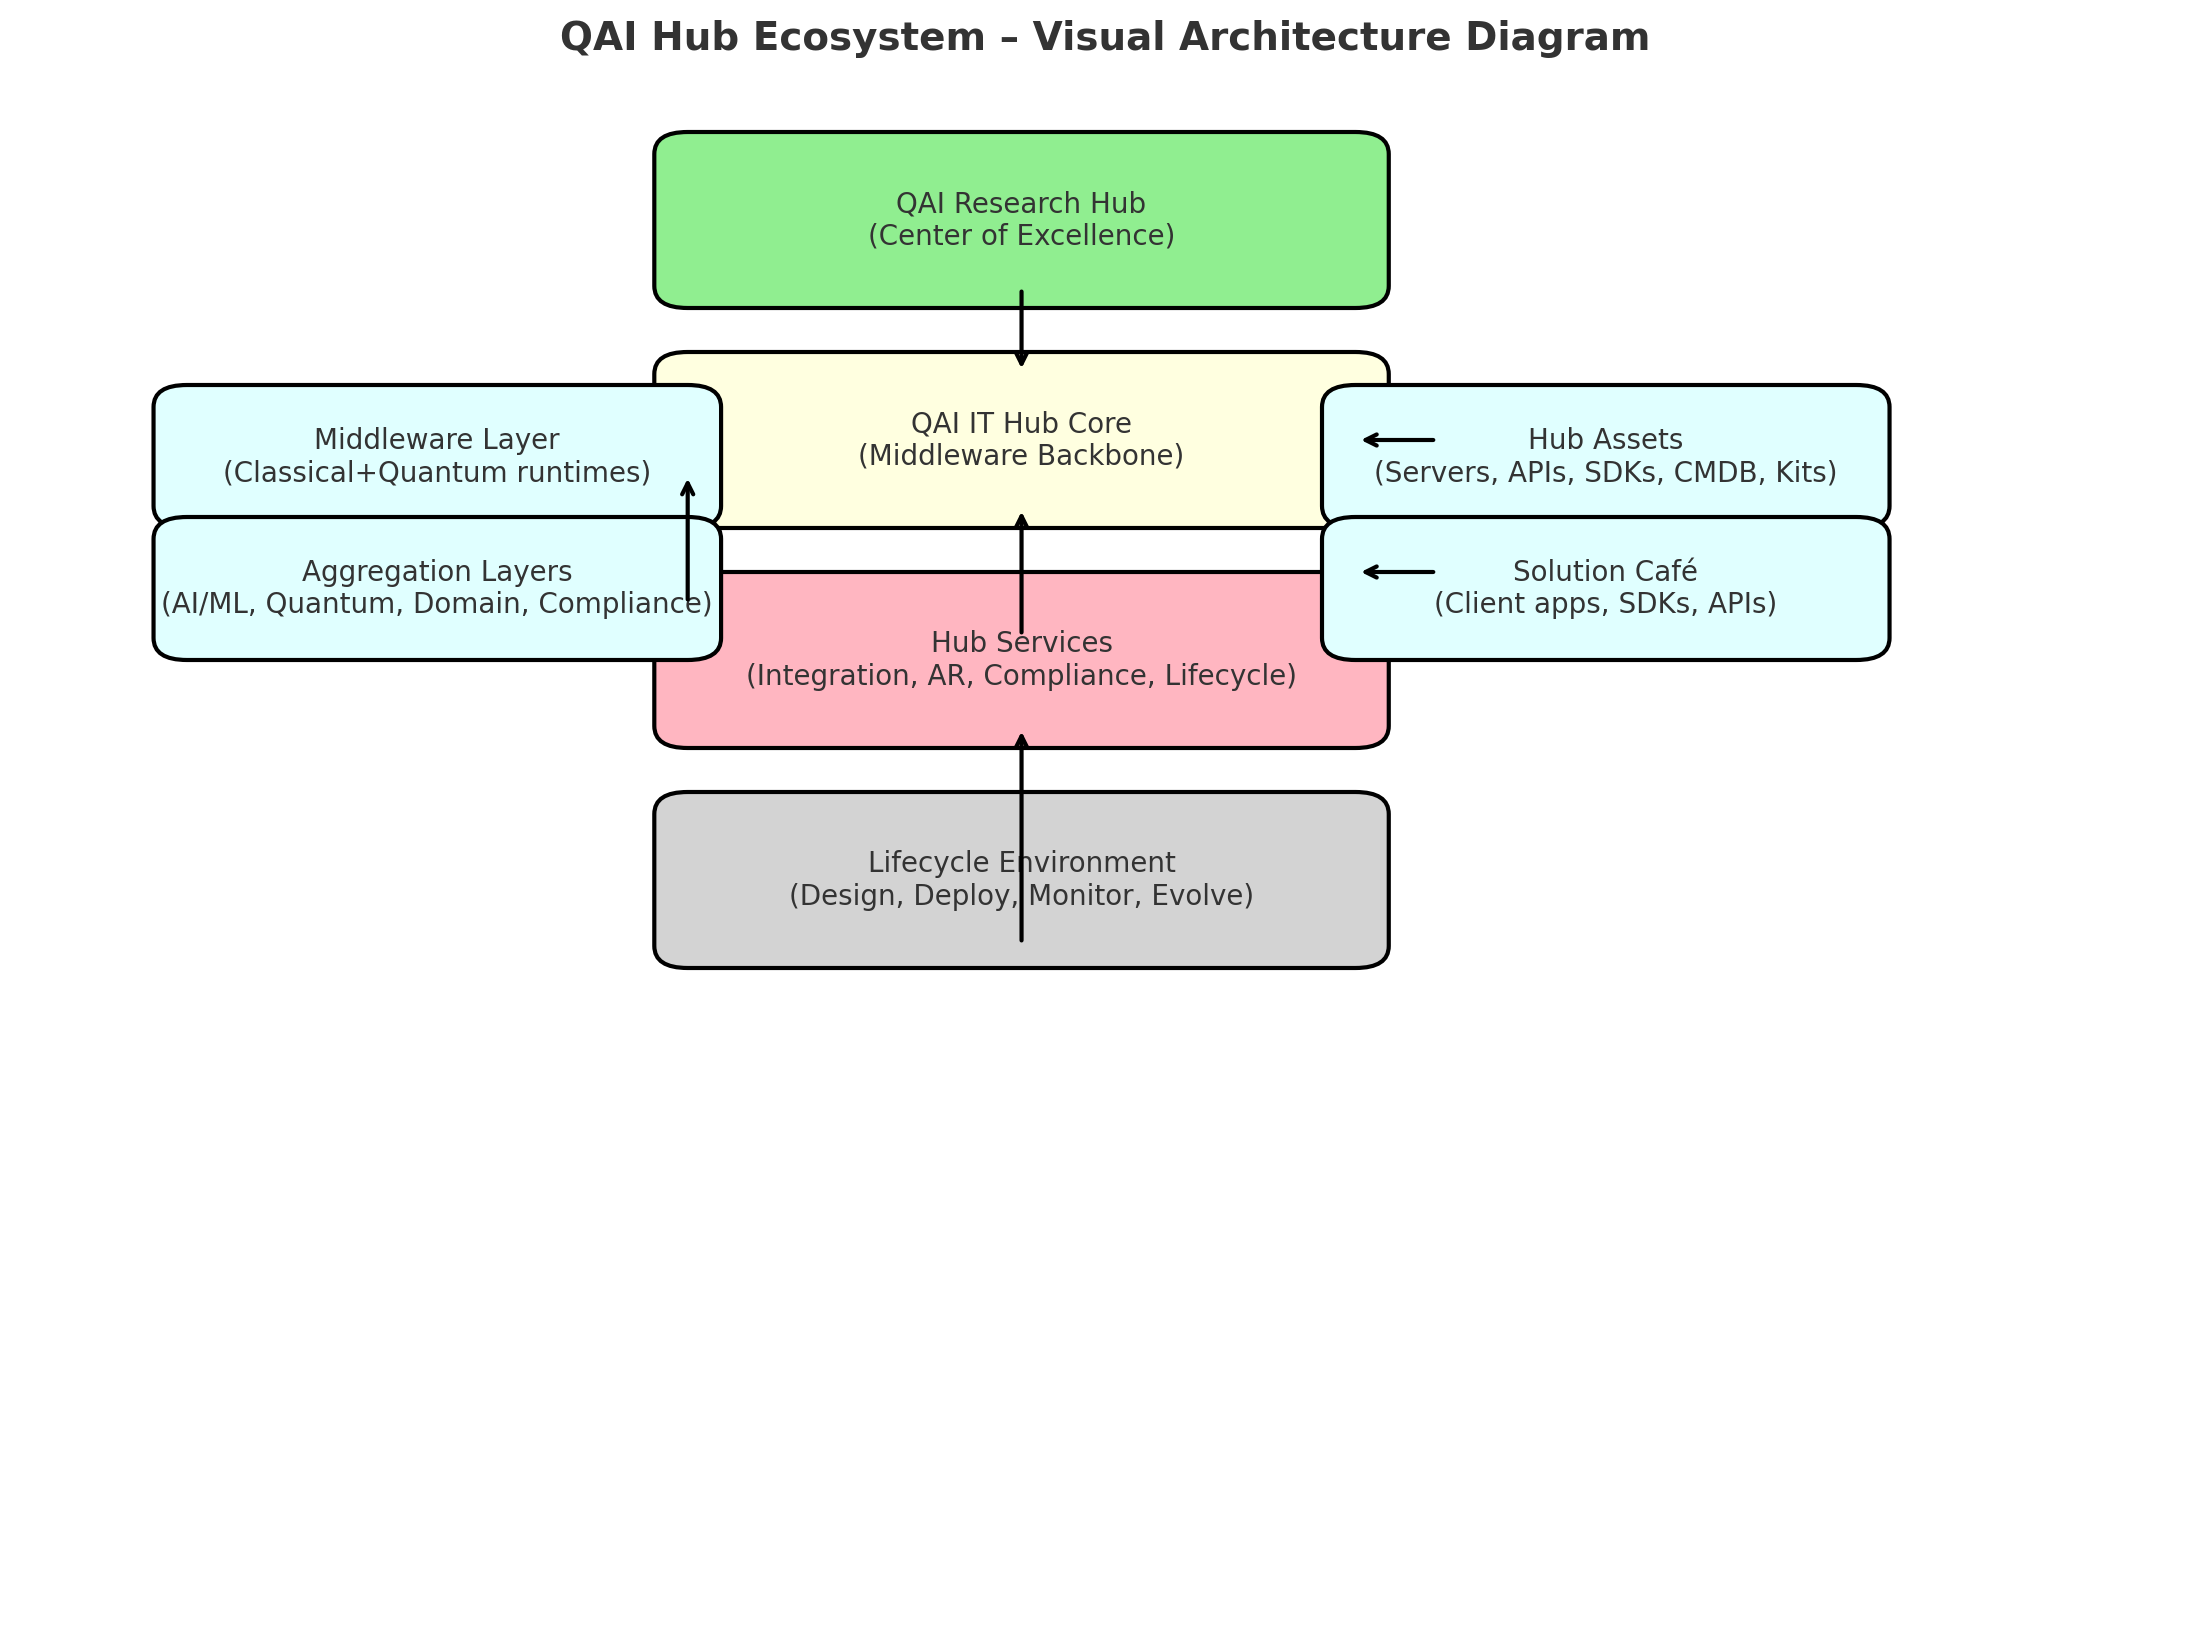 QAI Hub Ecosystem – Visual Architecture Diagram
QAI Research Hub
(Center of Excellence)
QAI IT Hub Core
(Middleware Backbone)
Middleware Layer
(Classical+Quantum runtimes)
Hub Assets
(Servers, APIs, SDKs, CMDB, Kits)
Aggregation Layers
(AI/ML, Quantum, Domain, Compliance)
Solution Café
(Client apps, SDKs, APIs)
Hub Services
(Integration, AR, Compliance, Lifecycle)
Lifecycle Environment
(Design, Deploy, Monitor, Evolve)